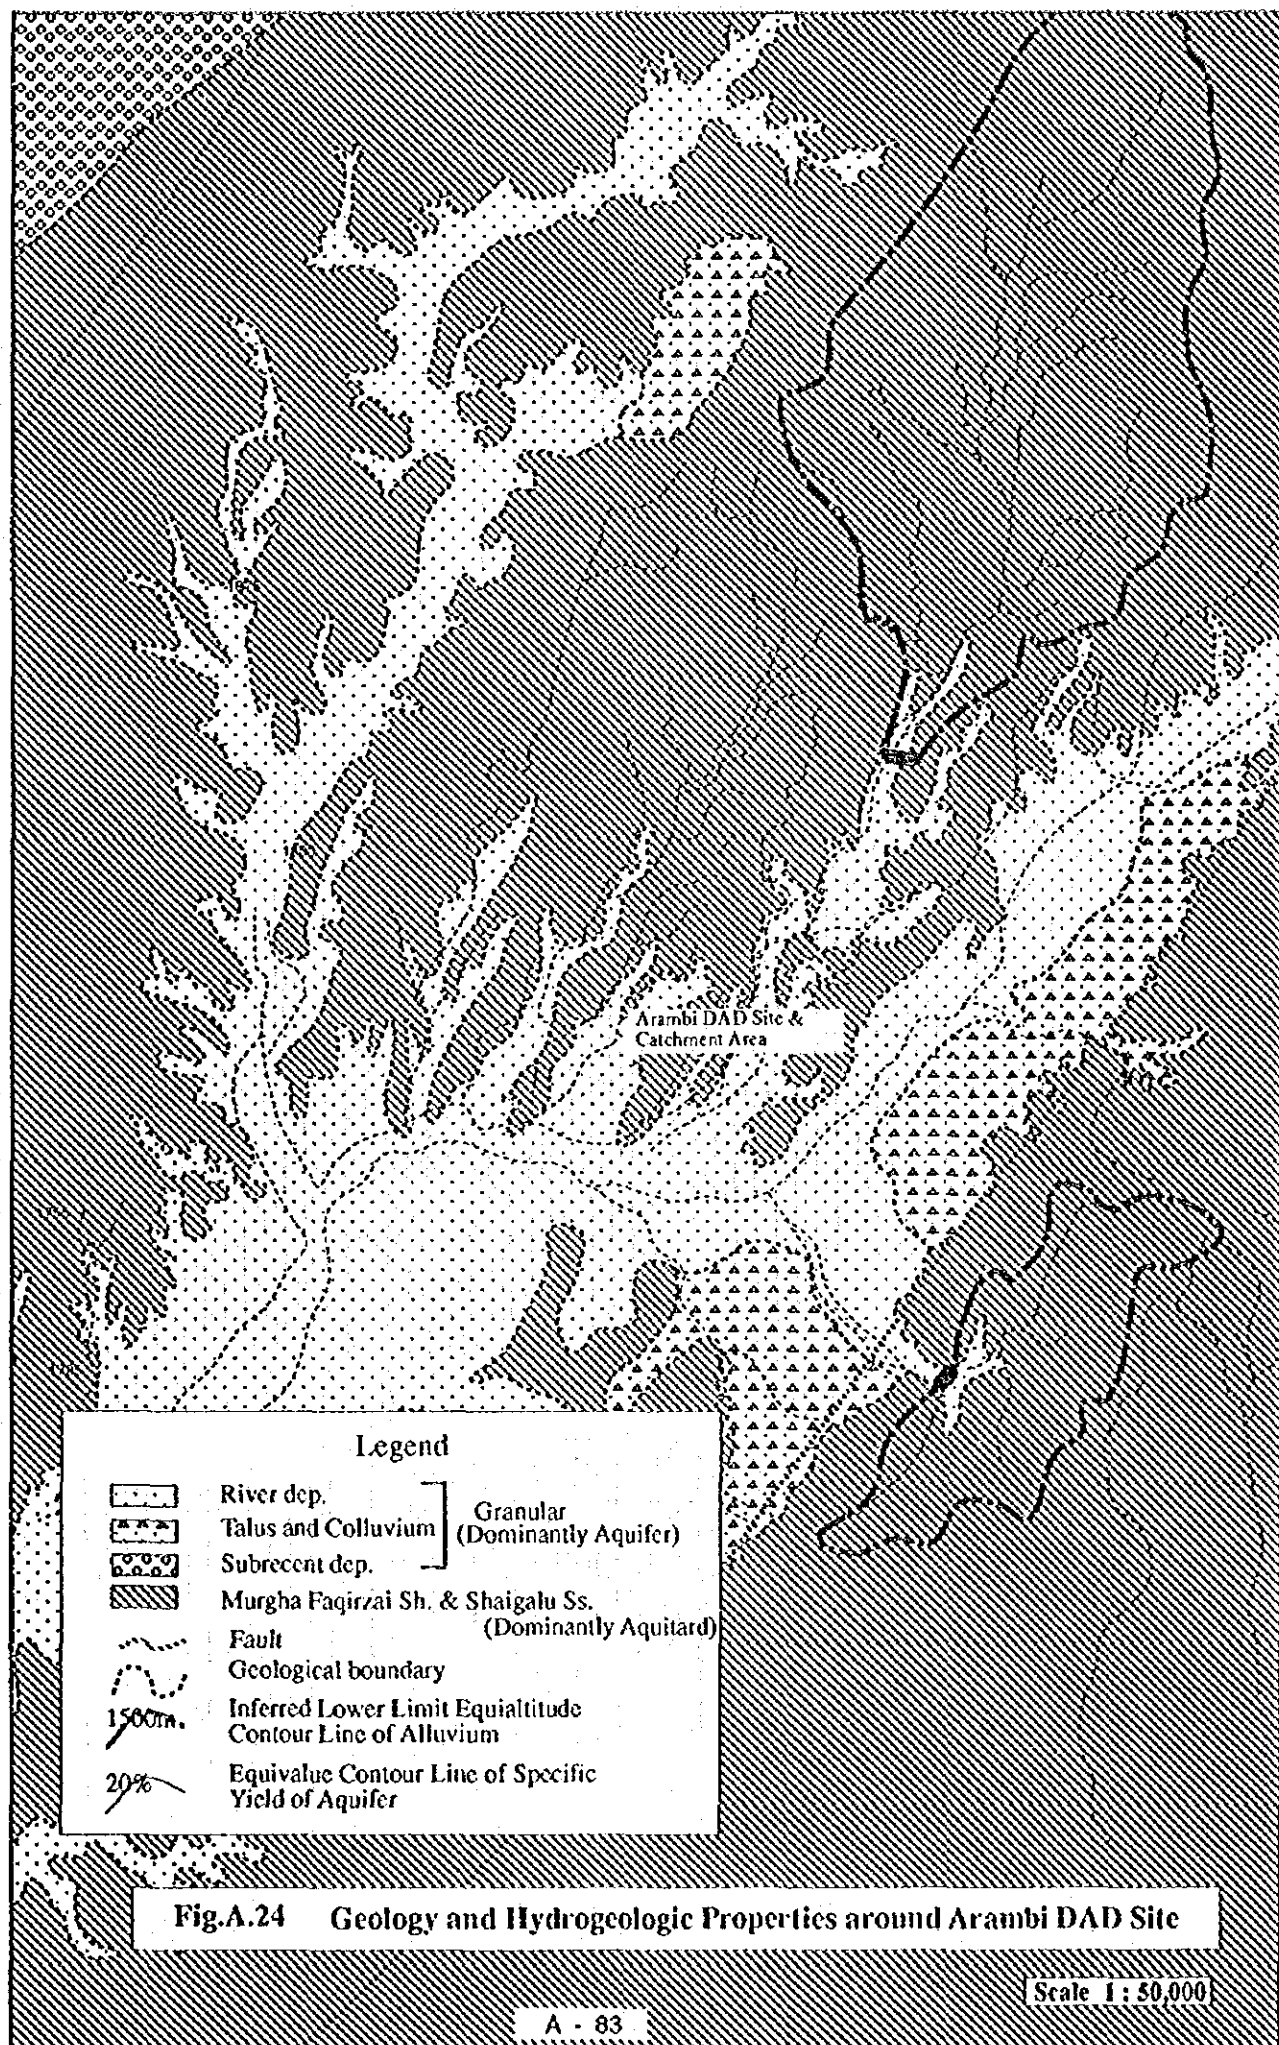 Arambi DAD Site &
Catchment Area
Legend
River dep.
Talus and Colluvium
Subrecent dep.
Granular
(Dominantly Aquifer)
Murgha Faqirzai Sh. & Shaigalu Ss.
(Dominantly Aquitard)
Fault
Geological boundary
1500m.
Inferred Lower Limit Equialtitude
Contour Line of Alluvium
20%
Equivalue Contour Line of Specific
Yield of Aquifer
Fig.A.24 Geology and Hydrogeologic Properties around Arambi DAD Site
Scale 1 : 50,000
A - 83